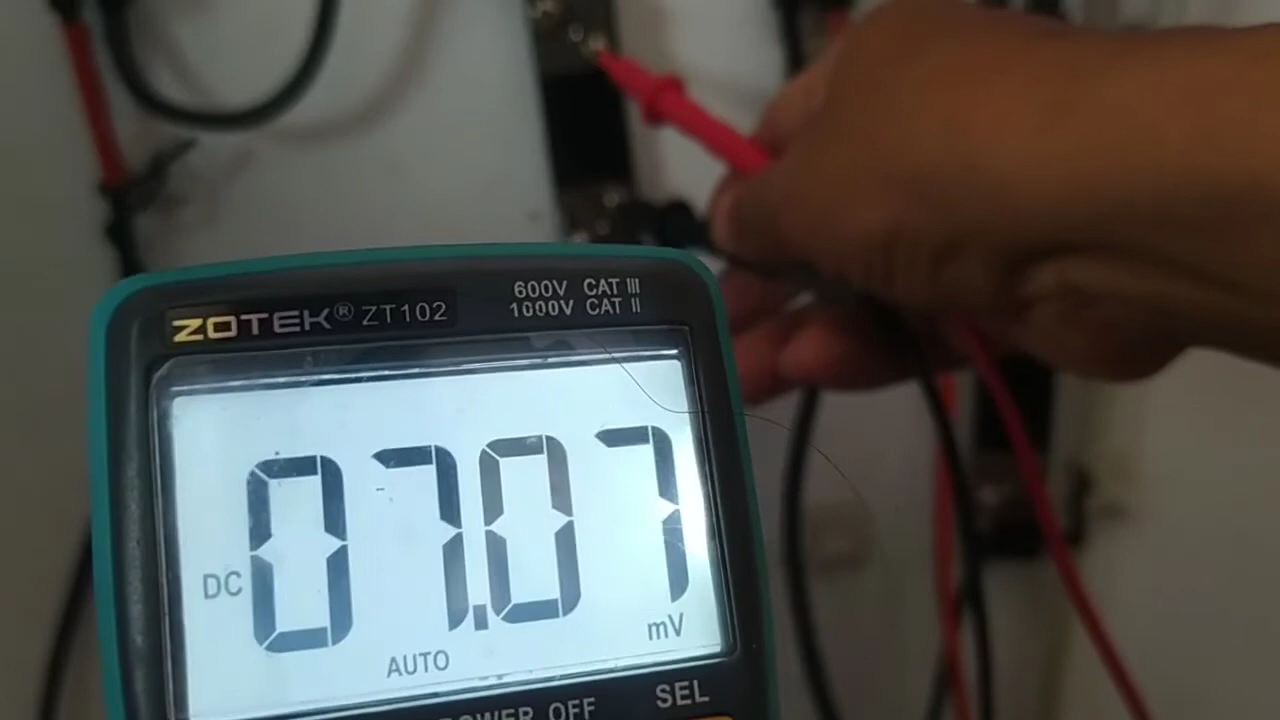 ZOTEK® ZT102
600V CAT III
1000V CAT II
07.07
DC
mV
AUTO
POWER OFF
SEL